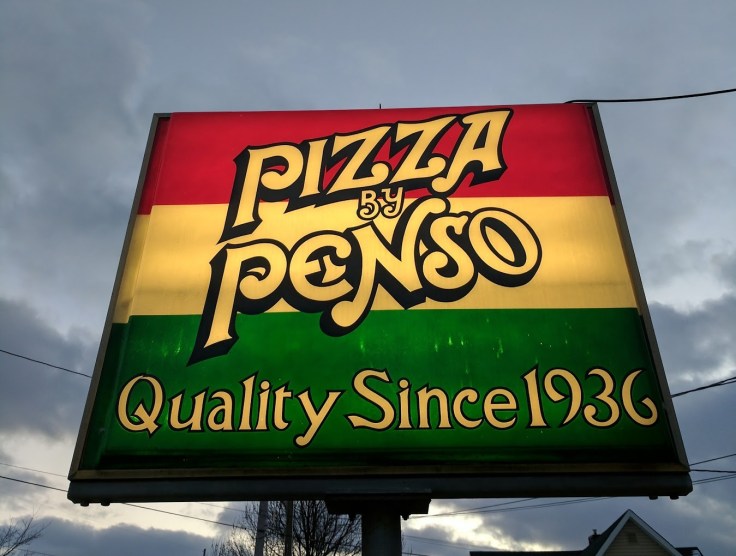 PIZZA
BY
PENSO
Quality Since 1936